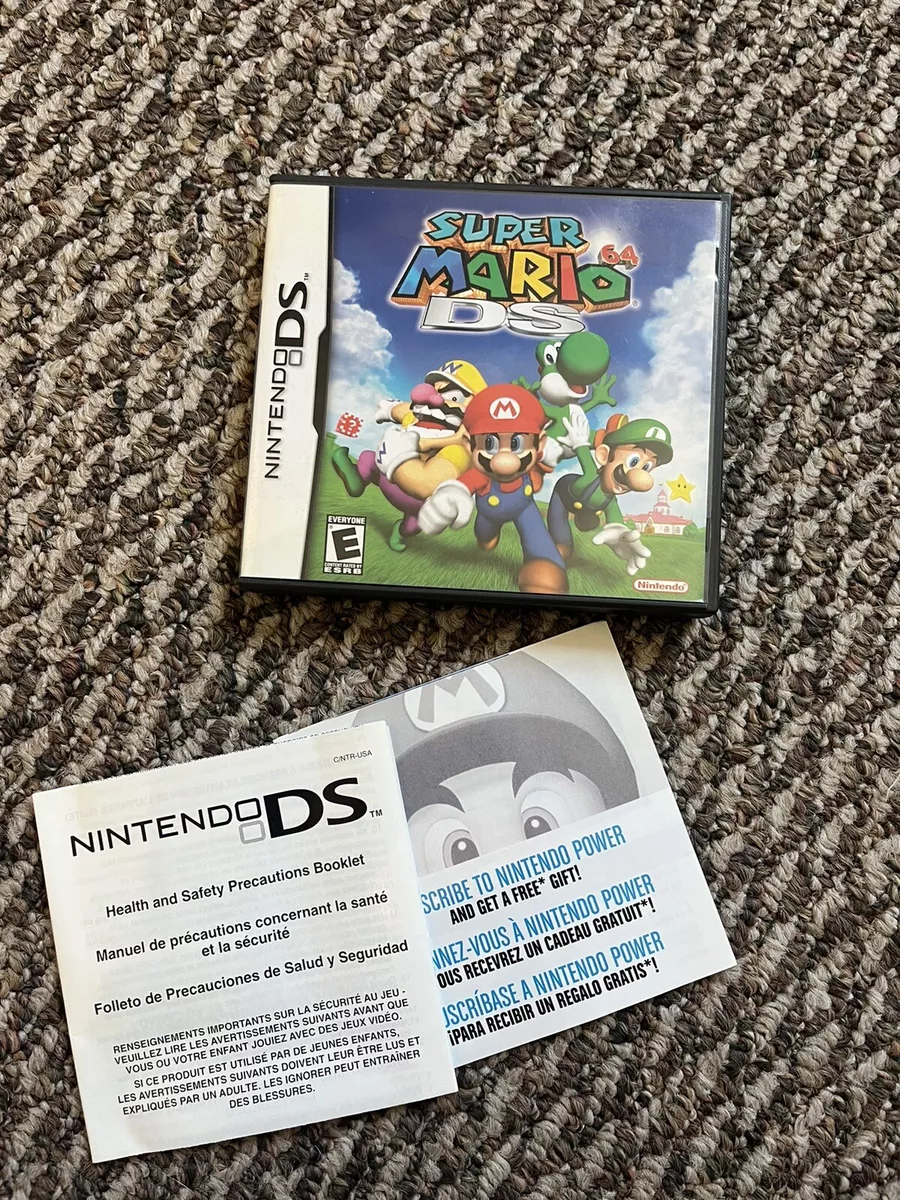 SUPER
MARIO 64
DS
NINTENDO DS™
M
EVERYONE
E
CONTENT RATED BY
ESRB
Nintendo
C/NTR-USA
NINTENDO DS™
Health and Safety Precautions Booklet
Manuel de précautions concernant la santé
et la sécurité
Folleto de Precauciones de Salud y Seguridad
RENSEIGNEMENTS IMPORTANTS SUR LA SÉCURITÉ AU JEU -
VEUILLEZ LIRE LES AVERTISSEMENTS SUIVANTS AVANT QUE
VOUS OU VOTRE ENFANT JOUIEZ AVEC DES JEUX VIDÉO.
SI CE PRODUIT EST UTILISÉ PAR DE JEUNES ENFANTS,
LES AVERTISSEMENTS SUIVANTS DOIVENT LEUR ÊTRE LUS ET
EXPLIQUÉS PAR UN ADULTE. LES IGNORER PEUT ENTRAÎNER
DES BLESSURES.
M
SCRIBE TO NINTENDO POWER
AND GET A FREE* GIFT!
NNEZ-VOUS À NINTENDO POWER
OUS RECEVREZ UN CADEAU GRATUIT*!
USCRÍBASE A NINTENDO POWER
¡PARA RECIBIR UN REGALO GRATIS*!